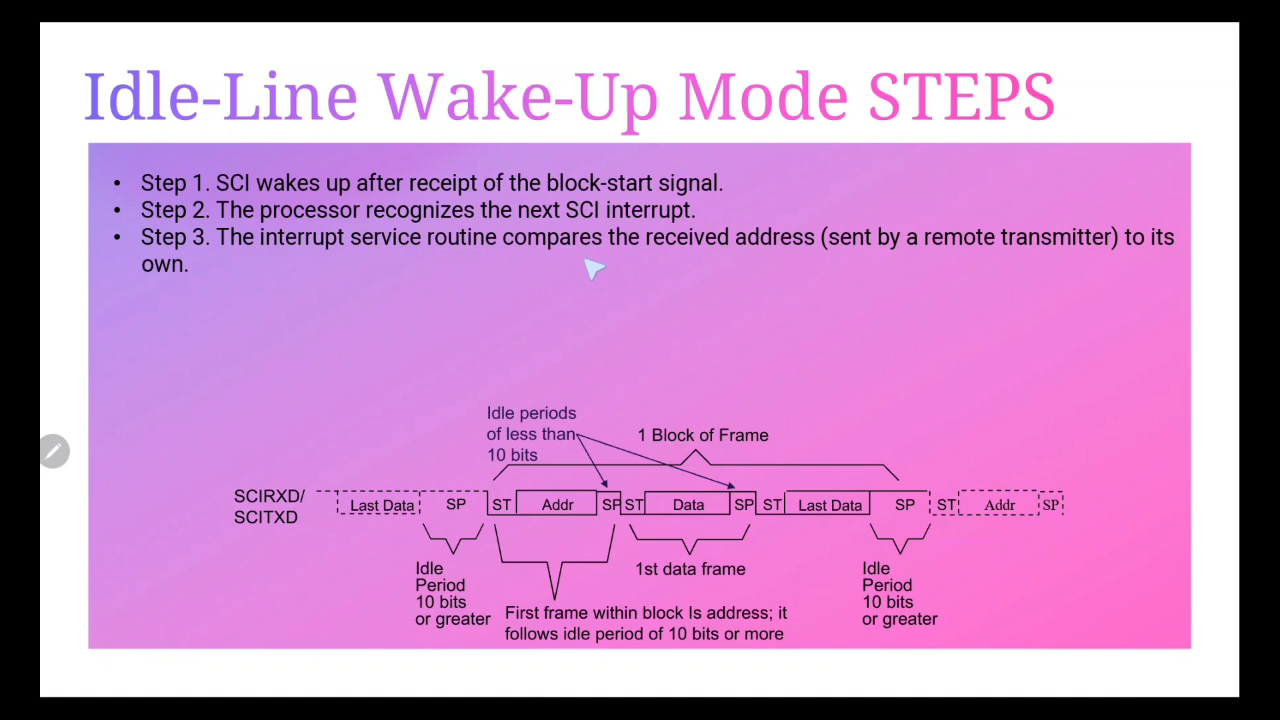 Idle-Line Wake-Up Mode STEPS
• Step 1. SCI wakes up after receipt of the block-start signal.
• Step 2. The processor recognizes the next SCI interrupt.
• Step 3. The interrupt service routine compares the received address (sent by a remote transmitter) to its
own.
Idle periods
of less than
10 bits
1 Block of Frame
SCIRXD/
SCITXD
Last Data SP ST Addr SP ST Data SP ST Last Data SP ST Addr SP
Idle
Period
10 bits
or greater
First frame within block Is address; it
follows idle period of 10 bits or more
1st data frame
Idle
Period
10 bits
or greater